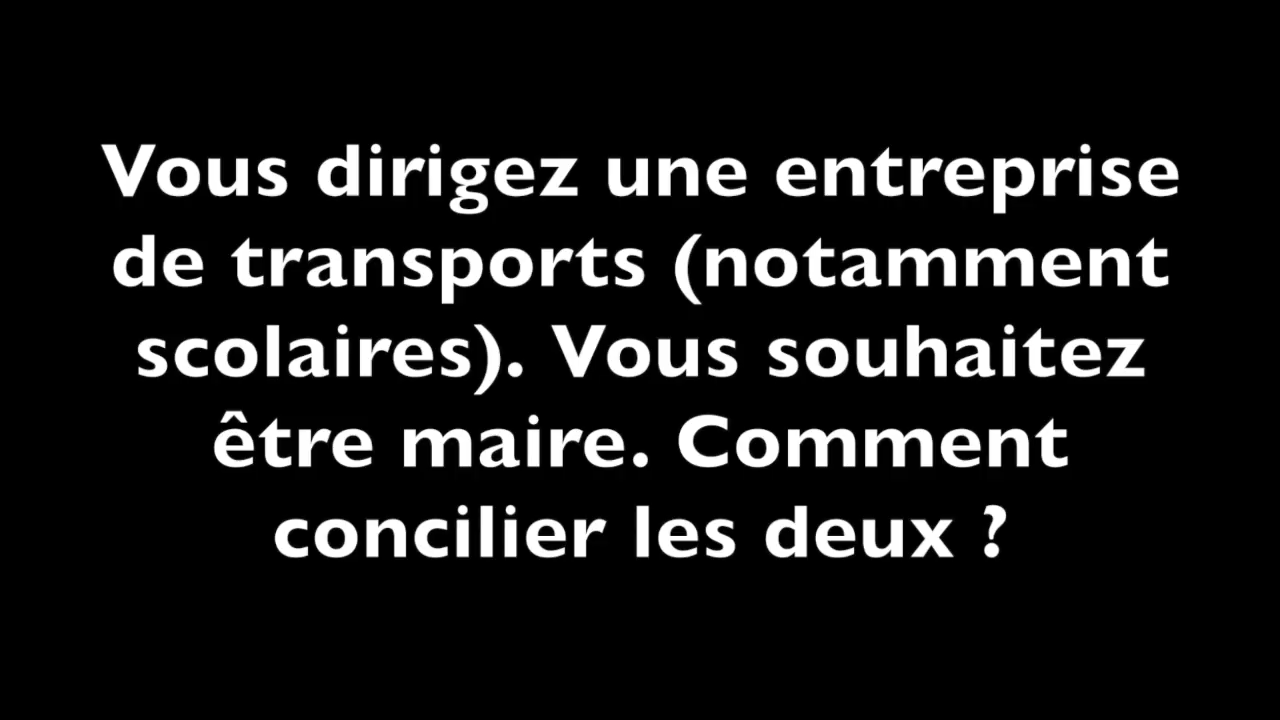 Vous dirigez une entreprise
de transports (notamment
scolaires). Vous souhaitez
être maire. Comment
concilier les deux ?